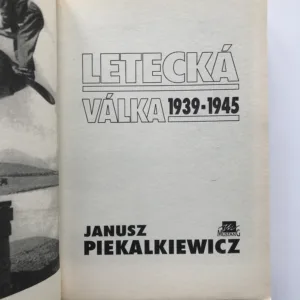 LETECKÁ
VÁLKA 1939-1945
JANUSZ
PIEKALKIEWICZ